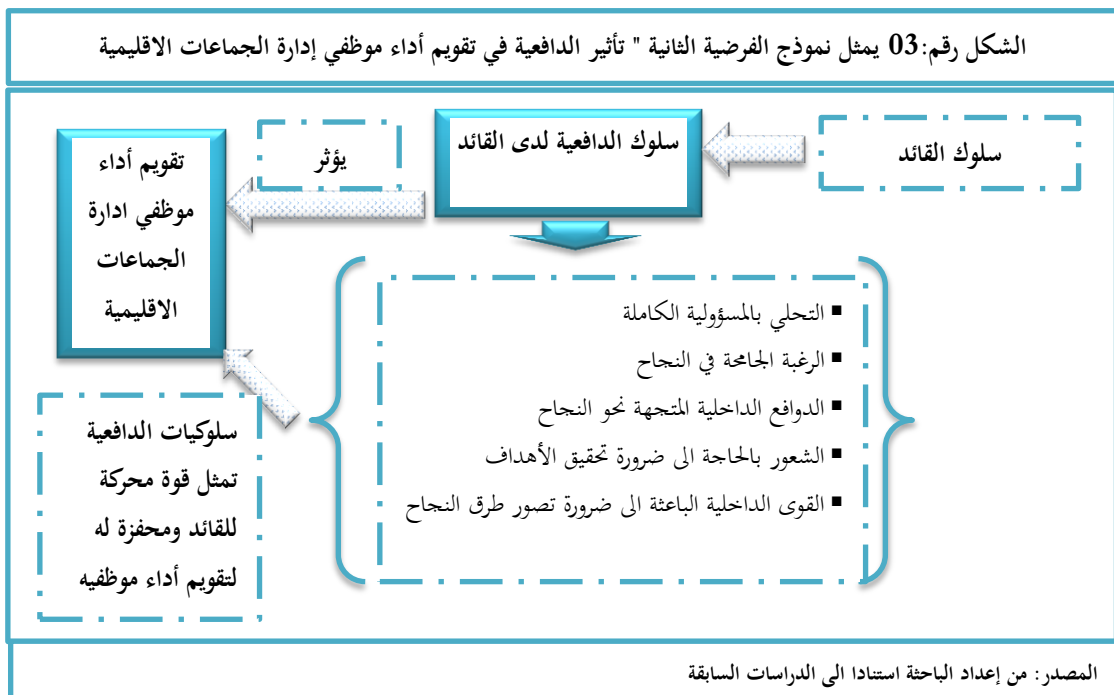 الشكل رقم:03 يمثل نموذج الفرضية الثانية " تأثير الدافعية في تقويم أداء موظفي إدارة الجماعات الاقليمية
سلوك القائد
سلوك الدافعية لدى القائد
يؤثر
تقويم أداء
موظفي ادارة
الجماعات
الاقليمية
▪ التحلي بالمسؤولية الكاملة
▪ الرغبة الجامحة في النجاح
▪ الدوافع الداخلية المتجهة نحو النجاح
▪ الشعور بالحاجة الى ضرورة تحقيق الأهداف
▪ القوى الداخلية الباعثة الى ضرورة تصور طرق النجاح
سلوكيات الدافعية
تمثل قوة محركة
للقائد ومحفزة له
لتقويم أداء موظفيه
المصدر: من إعداد الباحثة استنادا الى الدراسات السابقة